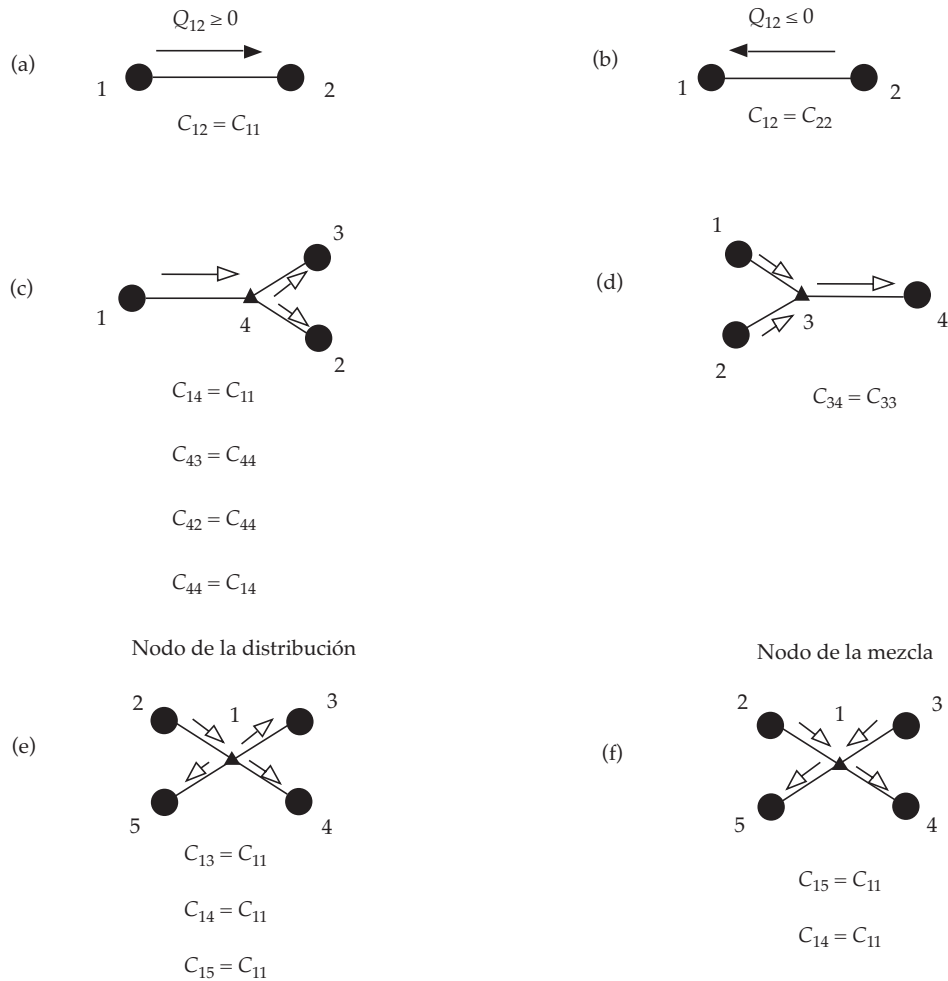 Q₁₂ ≥ 0
(a)
1
2
C₁₂ = C₁₁
Q₁₂ ≤ 0
(b)
1
2
C₁₂ = C₂₂
(c)
1
4
3
2
C₁₄ = C₁₁
C₄₃ = C₄₄
C₄₂ = C₄₄
C₄₄ = C₁₄
(d)
1
2
3
4
C₃₄ = C₃₃
Nodo de la distribución
(e)
2
1
3
5
4
C₁₃ = C₁₁
C₁₄ = C₁₁
C₁₅ = C₁₁
Nodo de la mezcla
(f)
2
1
3
5
4
C₁₅ = C₁₁
C₁₄ = C₁₁